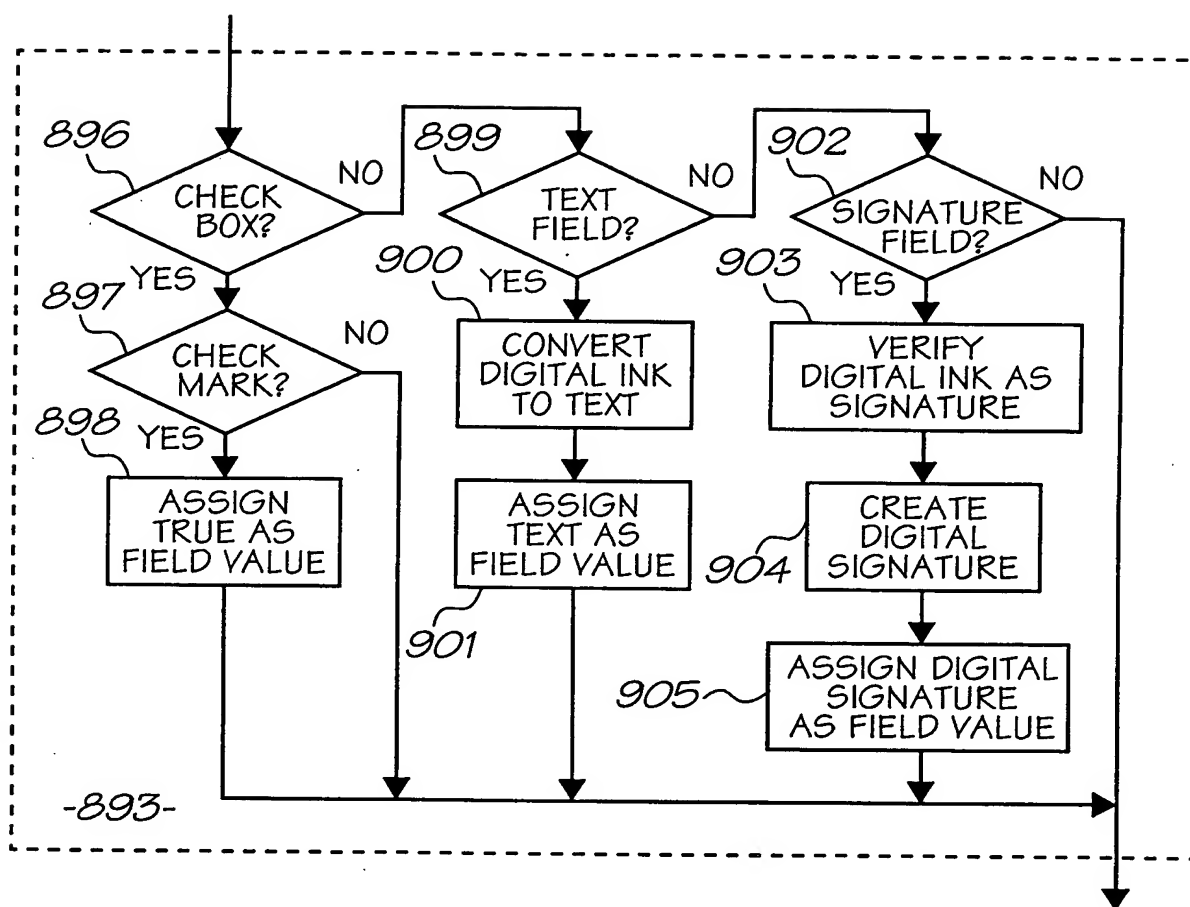 896
CHECK
BOX?
NO
YES
899
TEXT
FIELD?
NO
YES
902
SIGNATURE
FIELD?
NO
YES
897
CHECK
MARK?
NO
YES
900
CONVERT
DIGITAL INK
TO TEXT
903
VERIFY
DIGITAL INK AS
SIGNATURE
898
ASSIGN
TRUE AS
FIELD VALUE
ASSIGN
TEXT AS
FIELD VALUE
901
CREATE
DIGITAL
SIGNATURE
904
905
ASSIGN DIGITAL
SIGNATURE
AS FIELD VALUE
-893-